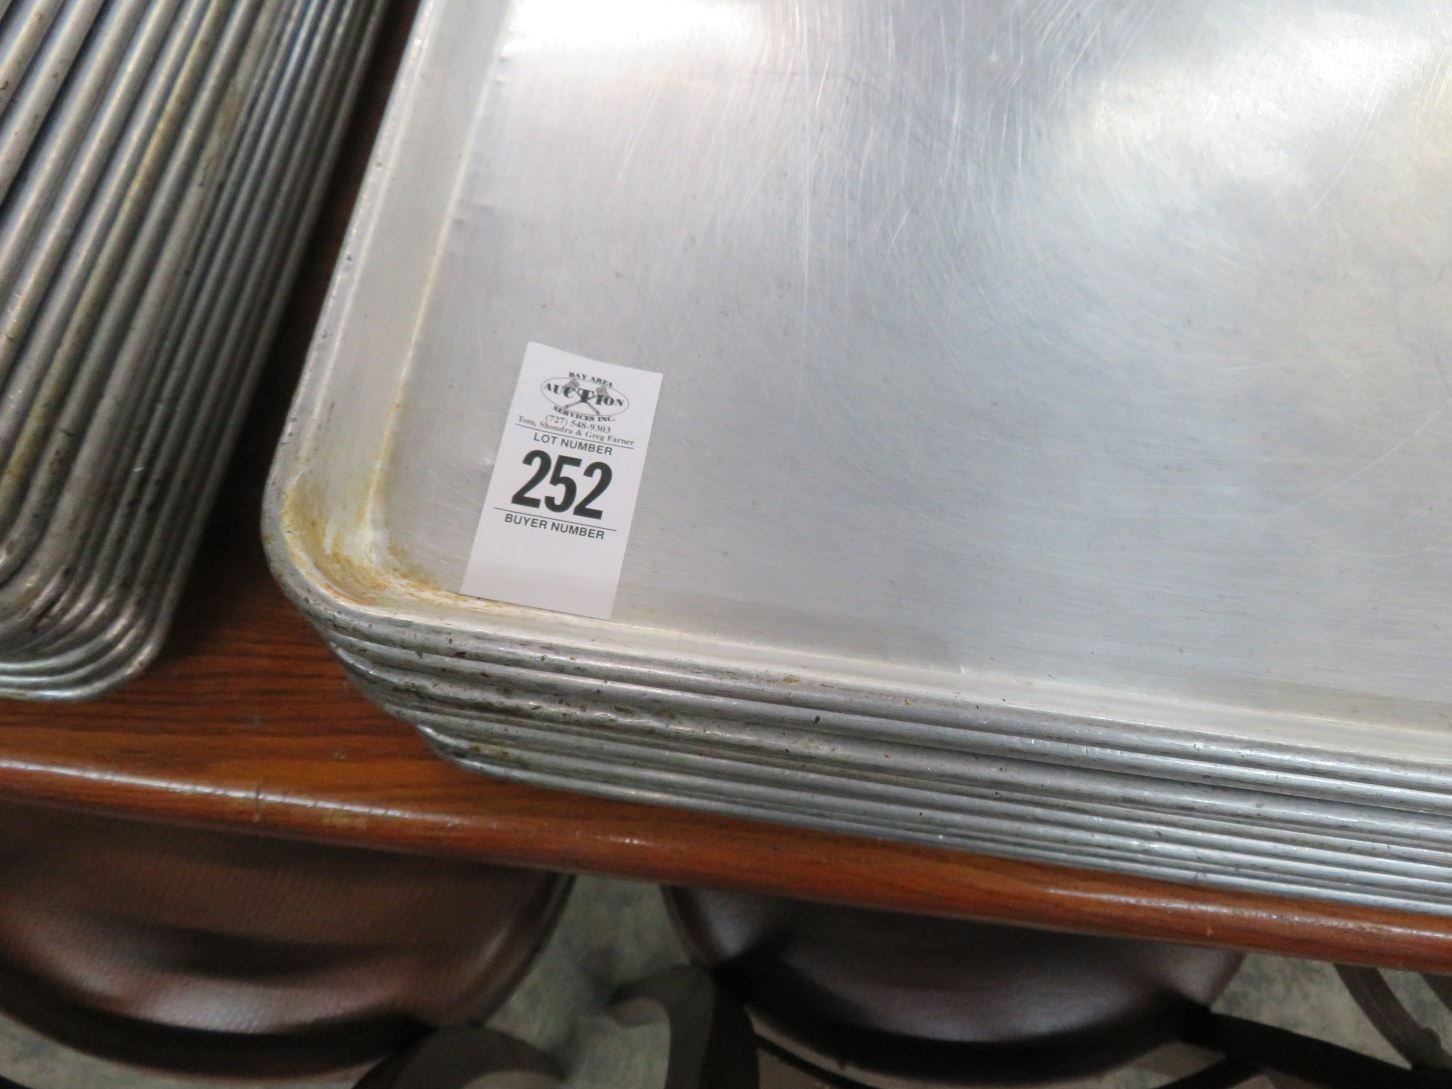 BAY AREA
AUCTION
SERVICES INC.
(727) 548-9303
Tom, Shondra & Greg Farner
LOT NUMBER
252
BUYER NUMBER